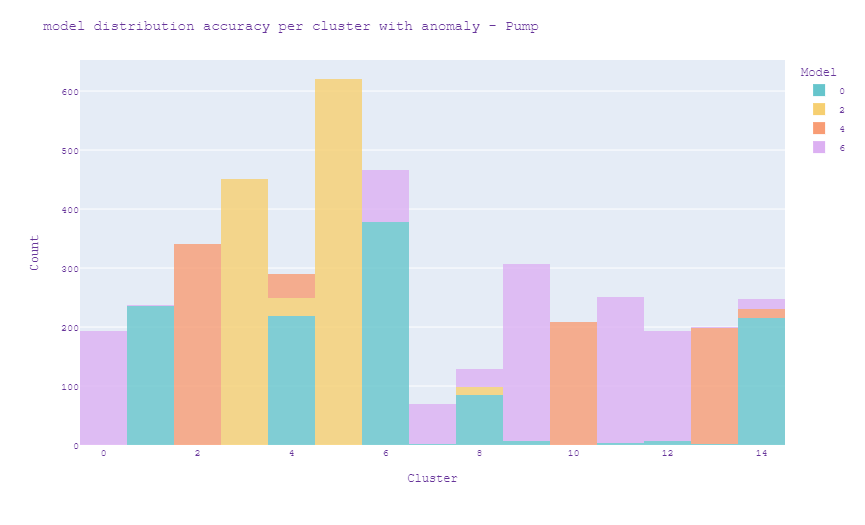 model distribution accuracy per cluster with anomaly - Pump
Model
0
2
4
6
600
500
400
300
200
100
0
Count
0 2 4 6 8 10 12 14
Cluster